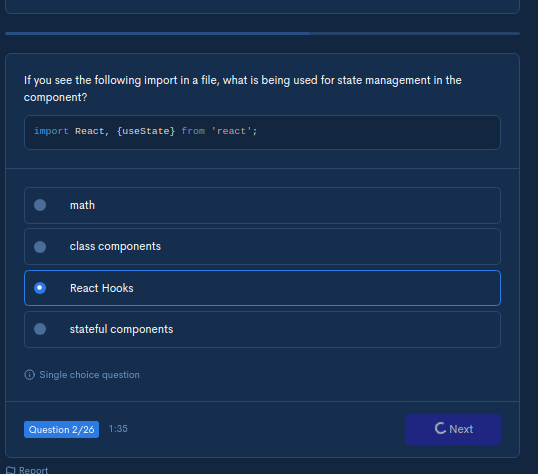 If you see the following import in a file, what is being used for state management in the
component?
import React, {useState} from 'react';
math
class components
React Hooks
stateful components
Single choice question
Question 2/26 1:35 Next
Report